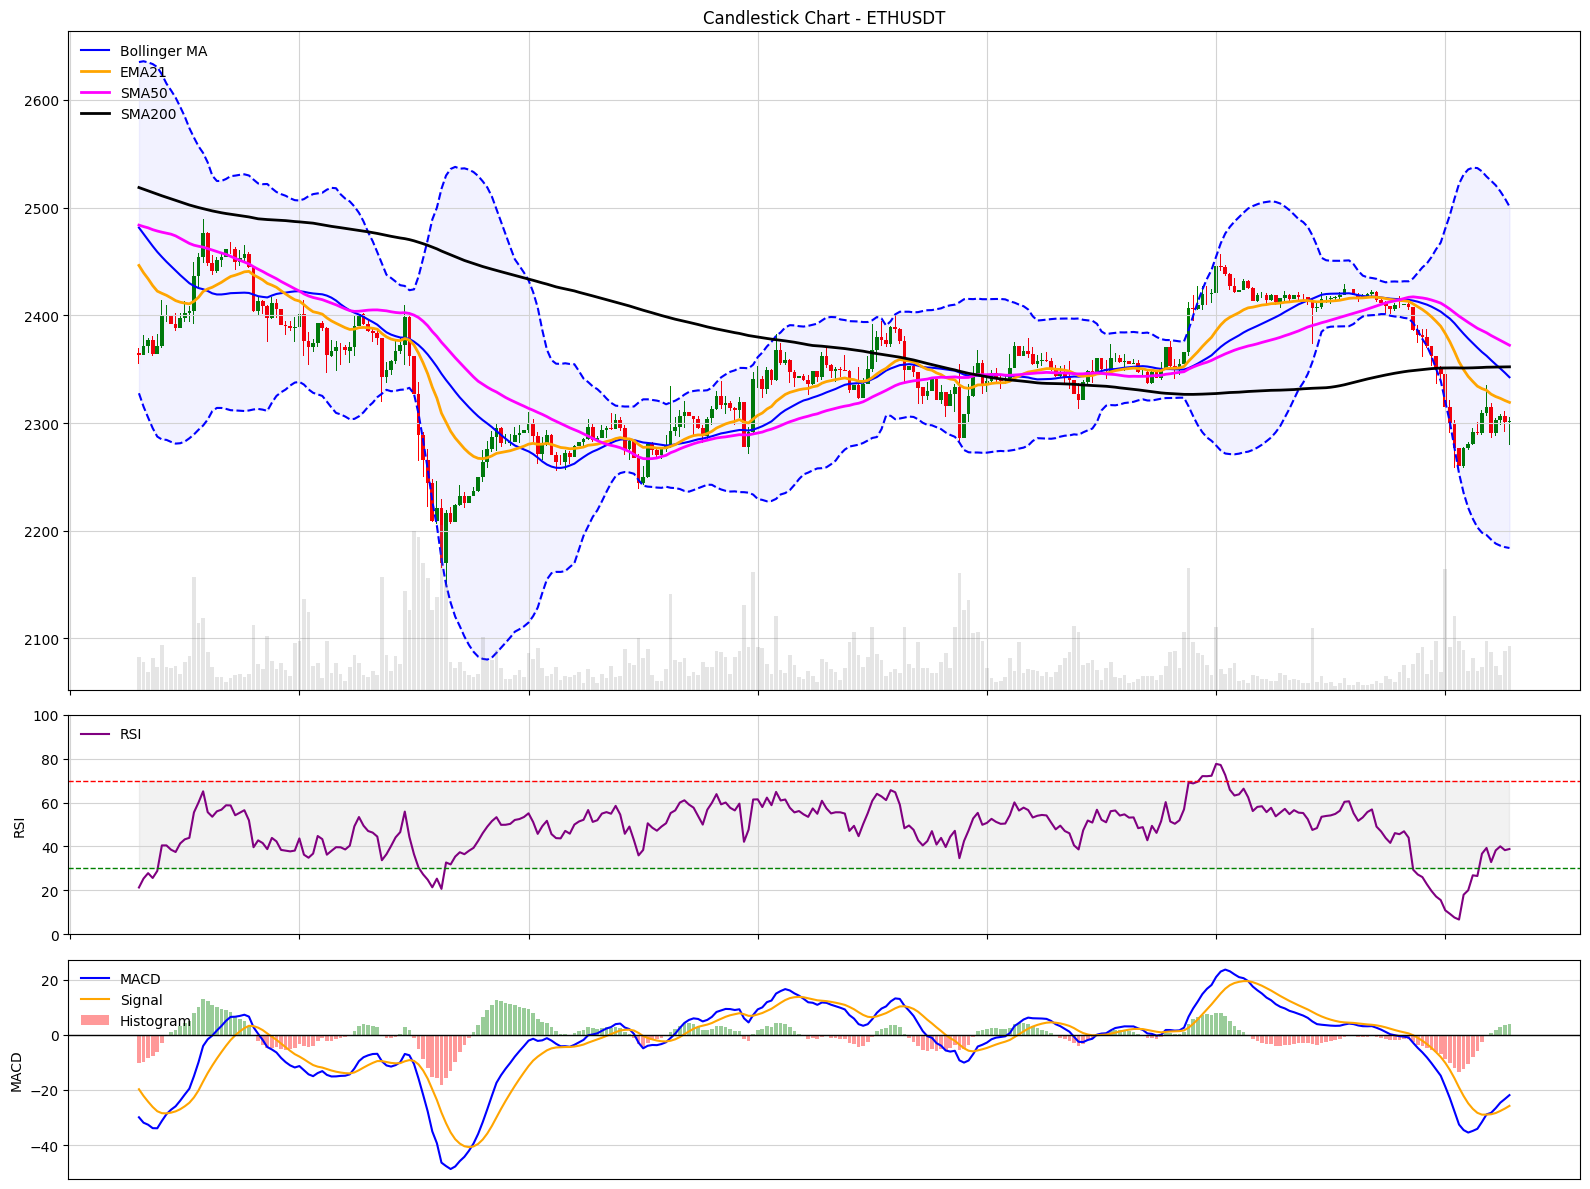 Candlestick Chart - ETHUSDT
Bollinger MA
EMA21
SMA50
SMA200
2600
2500
2400
2300
2200
2100
RSI
100
80
60
40
20
0
RSI
MACD
Signal
Histogram
20
0
−20
−40
MACD